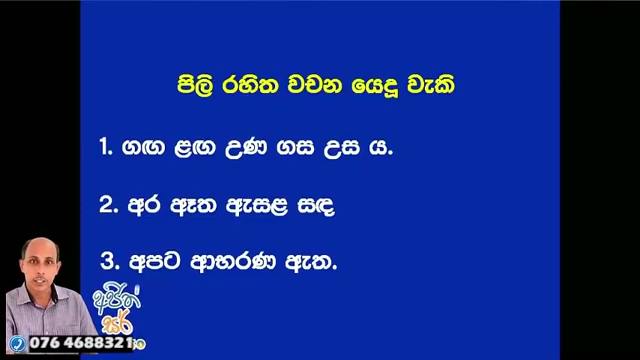 පිලි රහිත වචන යෙදූ වැකි
1. ගඟ ළඟ උණ ගස උස ය.
2. අර ඈත ඇසළ සඳ
3. අපට ආභරණ ඇත.
අජිත්
සර්
076 4688321